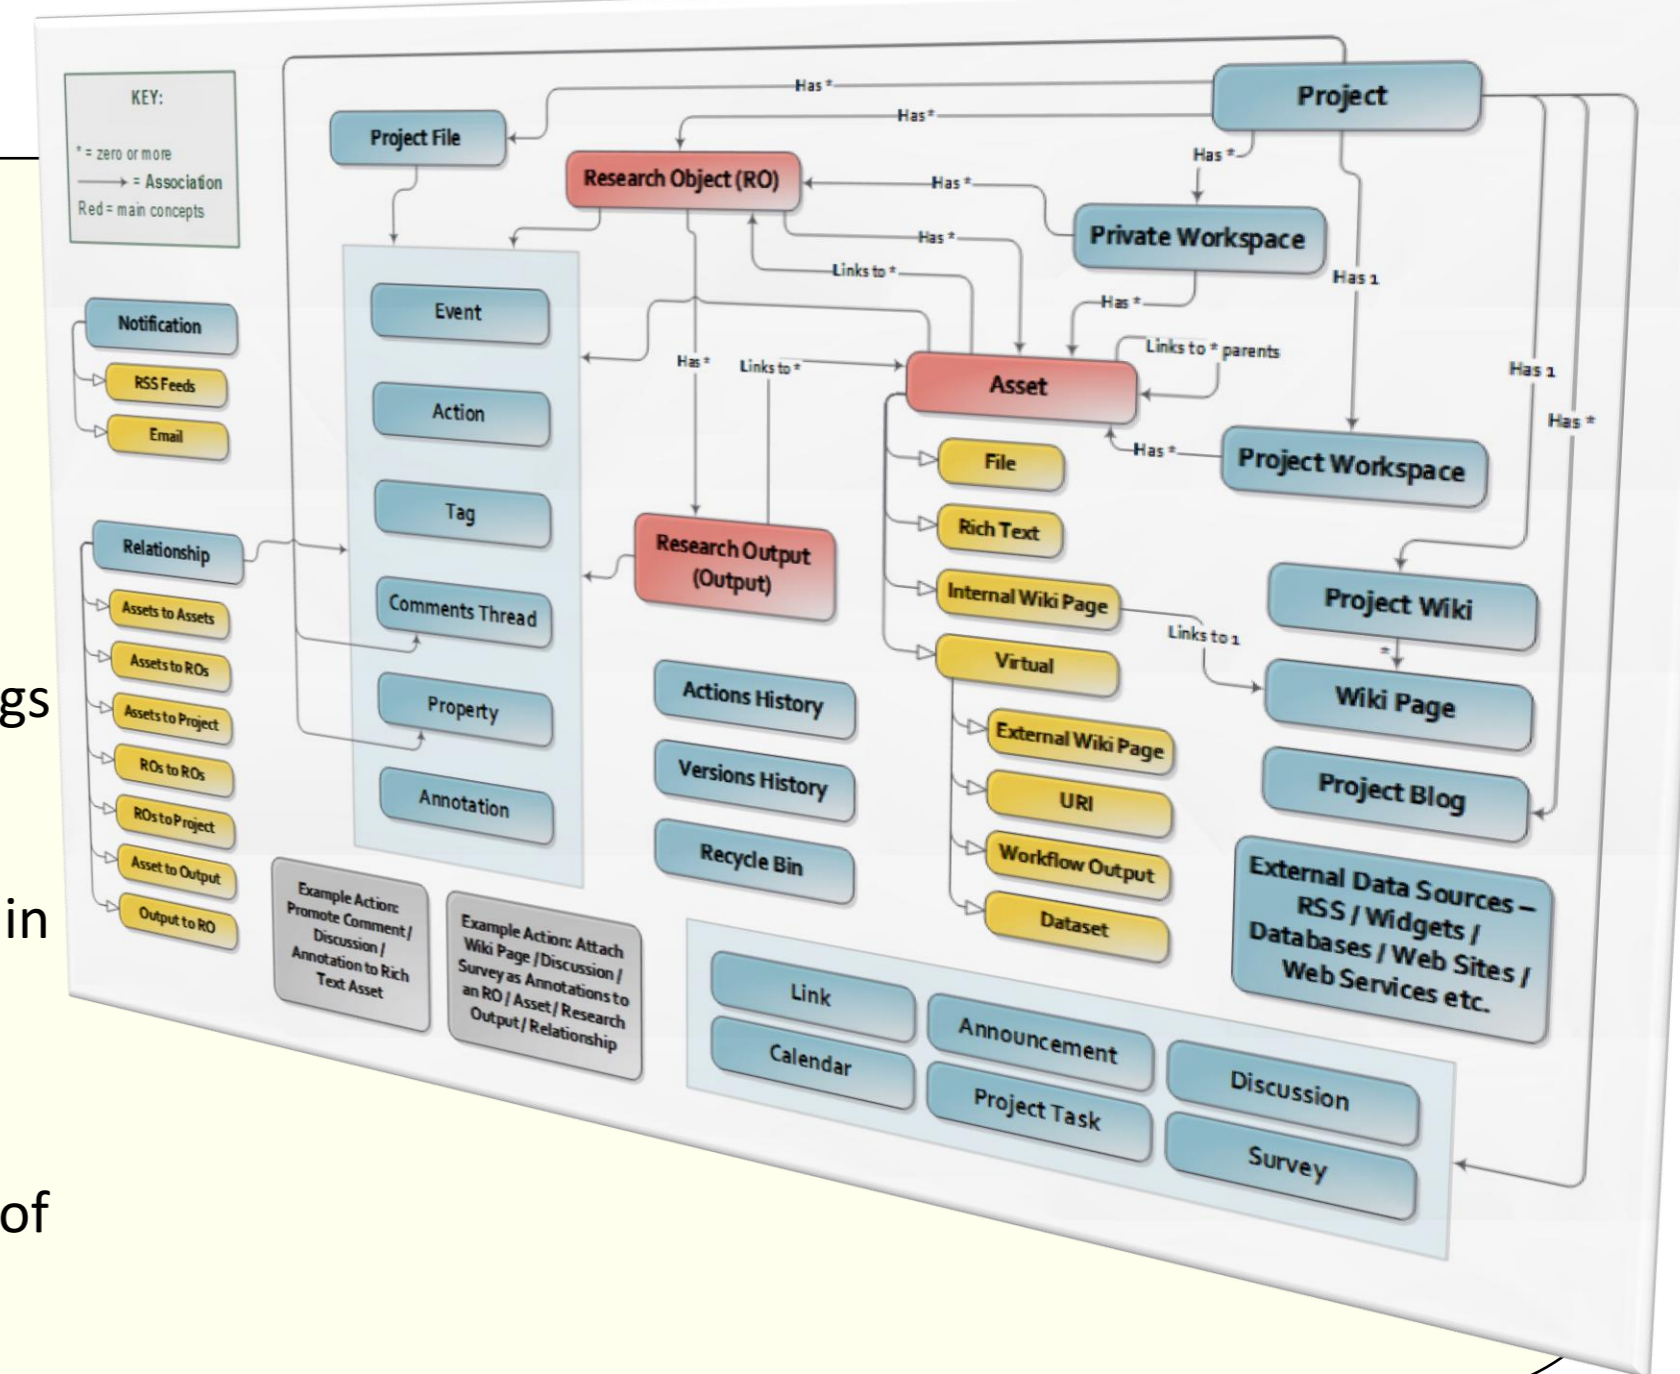 KEY:
* = zero or more
= Association
Red = main concepts
Project
Has *
Has *
Has *
Project File
Research Object (RO)
Has *
Private Workspace
Has *
Links to *
Has *
Has 1
Notification
RSS Feeds
Email
Event
Action
Tag
Comments Thread
Property
Annotation
Has *
Links to *
Asset
Links to * parents
Has 1
Has *
Has *
Project Workspace
File
Rich Text
Internal Wiki Page
Virtual
External Wiki Page
URI
Workflow Output
Dataset
Links to 1
Relationship
Assets to Assets
Assets to ROs
Assets to Project
ROs to ROs
ROs to Project
Asset to Output
Output to RO
Research Output
(Output)
Actions History
Versions History
Recycle Bin
Project Wiki
*
Wiki Page
Project Blog
External Data Sources –
RSS / Widgets /
Databases / Web Sites /
Web Services etc.
Example Action:
Promote Comment /
Discussion /
Annotation to Rich
Text Asset
Example Action: Attach
Wiki Page / Discussion /
Survey as Annotations to
an RO / Asset / Research
Output / Relationship
Link
Announcement
Discussion
Calendar
Project Task
Survey
gs
in
of